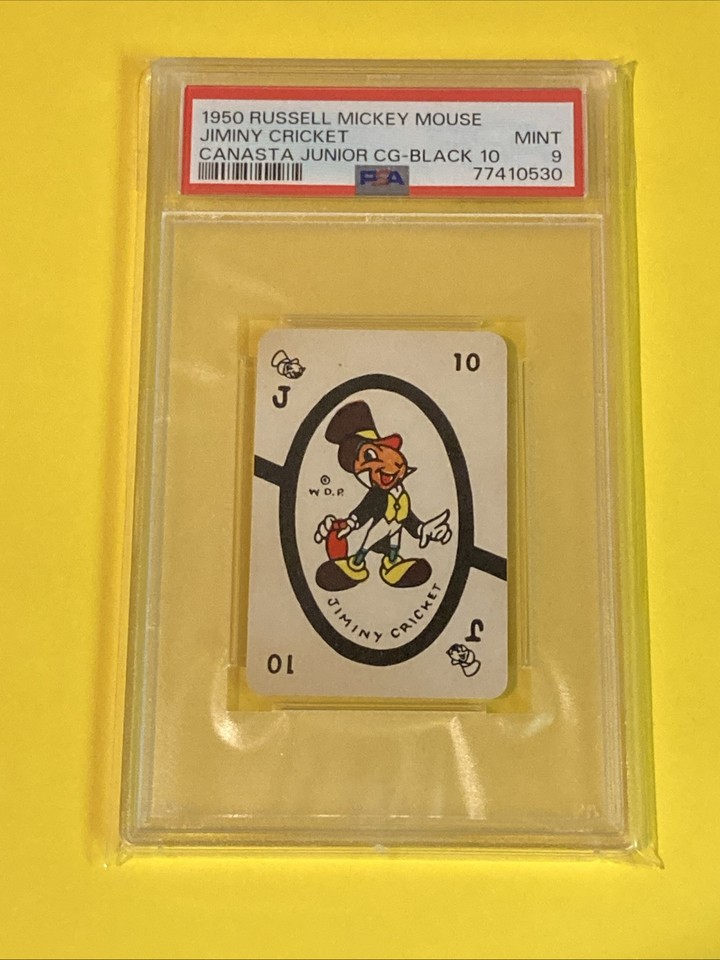 1950 RUSSELL MICKEY MOUSE
JIMINY CRICKET MINT
CANASTA JUNIOR CG-BLACK 10 9
PSA 77410530
10
J
© W.D.P.
JIMINY CRICKET
J
10